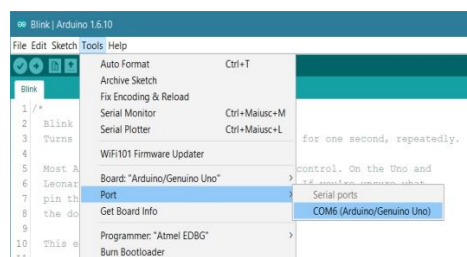 Blink | Arduino 1.6.10
File Edit Sketch Tools Help
Auto Format Ctrl+T
Archive Sketch
Fix Encoding & Reload
Serial Monitor Ctrl+Maiusc+M
Serial Plotter Ctrl+Maiusc+L
WiFi101 Firmware Updater
Board: "Arduino/Genuino Uno"
Port
Get Board Info
Programmer: "Atmel EDBG"
Burn Bootloader
Serial ports
COM6 (Arduino/Genuino Uno)
Blink
1 /*
2 Blink
3 Turns for one second, repeatedly.
4
5 Most A control. On the Uno and
6 Leonar If you're unsure what
7 pin th
8 the do
9
10 This e